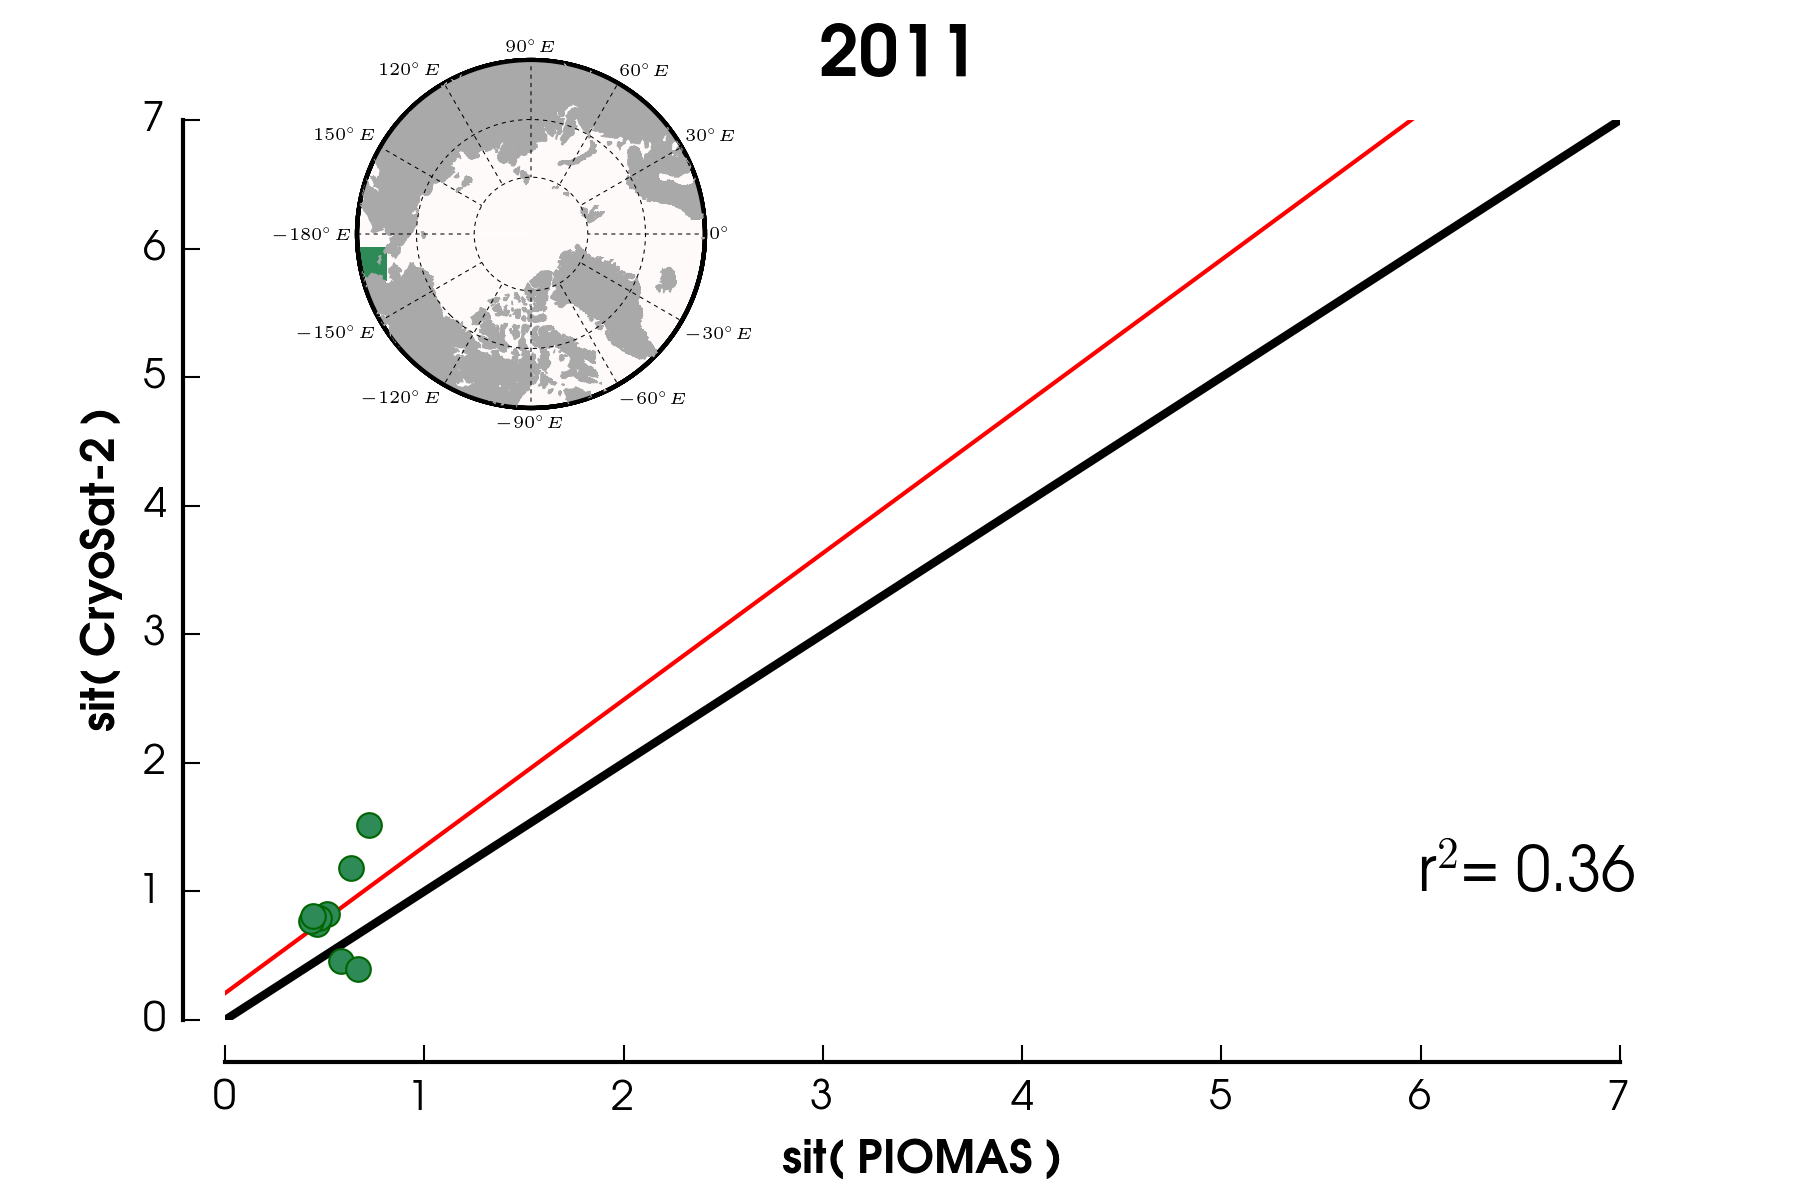 2011
90° E
120° E
60° E
150° E
30° E
−180° E
0°
−150° E
−30° E
−120° E
−60° E
−90° E
7
6
5
4
3
2
1
0
sit( CryoSat-2 )
r²= 0.36
0 1 2 3 4 5 6 7
sit( PIOMAS )